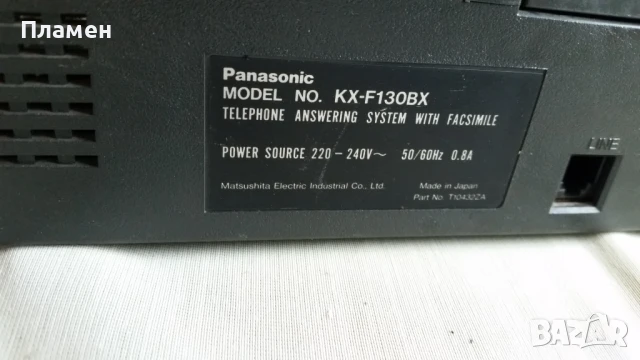 Пламен
Panasonic
MODEL NO. KX-F130BX
TELEPHONE ANSWERING SYSTEM WITH FACSIMILE
POWER SOURCE 220-240V~ 50/60Hz 0.8A
Matsushita Electric Industrial Co., Ltd. Made in Japan
Part No. T10432ZA
LINE
BAZAR